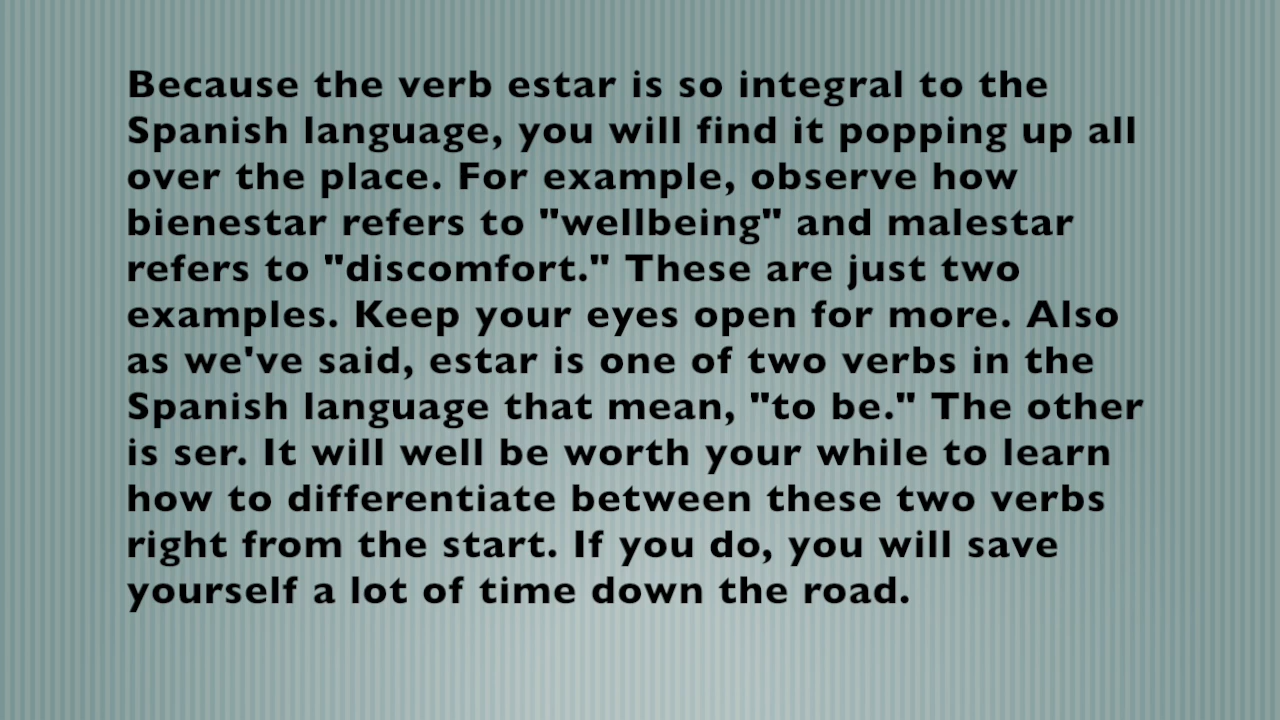 Because the verb estar is so integral to the
Spanish language, you will find it popping up all
over the place. For example, observe how
bienestar refers to "wellbeing" and malestar
refers to "discomfort." These are just two
examples. Keep your eyes open for more. Also
as we've said, estar is one of two verbs in the
Spanish language that mean, "to be." The other
is ser. It will well be worth your while to learn
how to differentiate between these two verbs
right from the start. If you do, you will save
yourself a lot of time down the road.